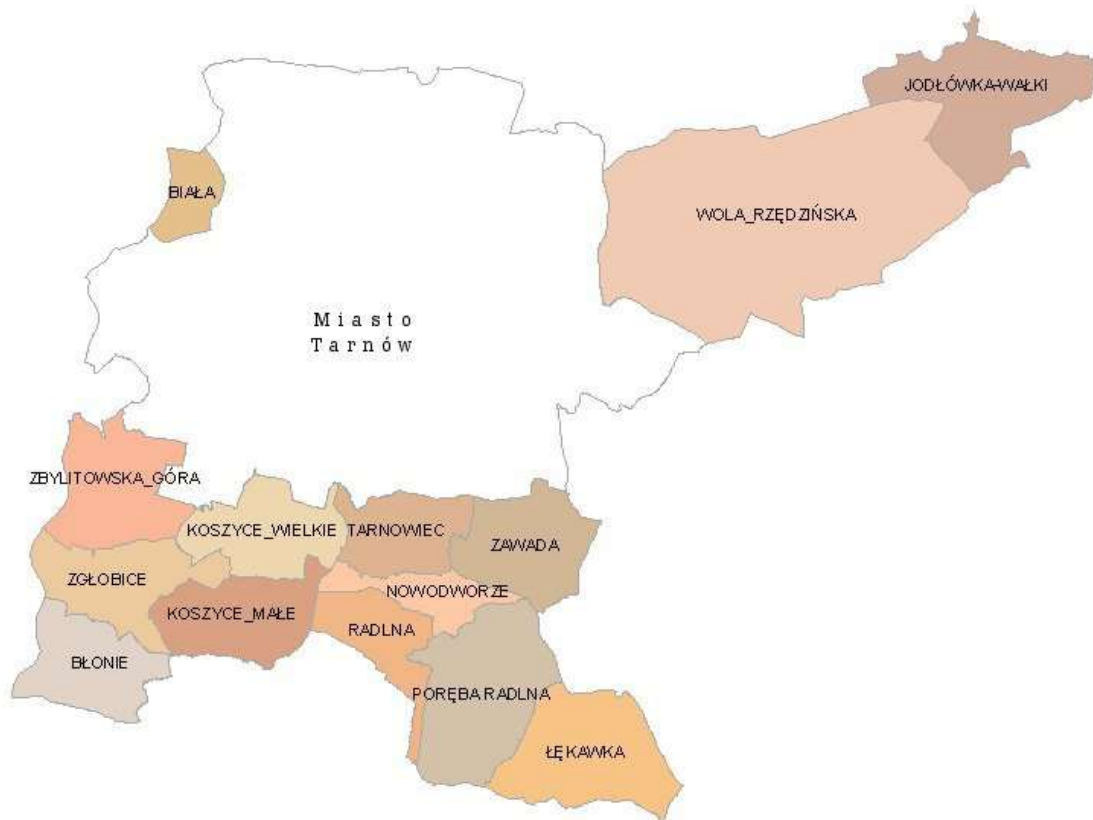 JODŁÓWKA-WAŁKI
BIAŁA
WOLA_RZĘDZIŃSKA
Miasto
Tarnów
ZBYLITOWSKA_GÓRA
KOSZYCE_WIELKIE
TARNOWIEC
ZAWADA
ZGŁOBICE
NOWODWORZE
KOSZYCE_MAŁE
RADLNA
BŁONIE
PORĘBA RADLNA
ŁĘKAWKA